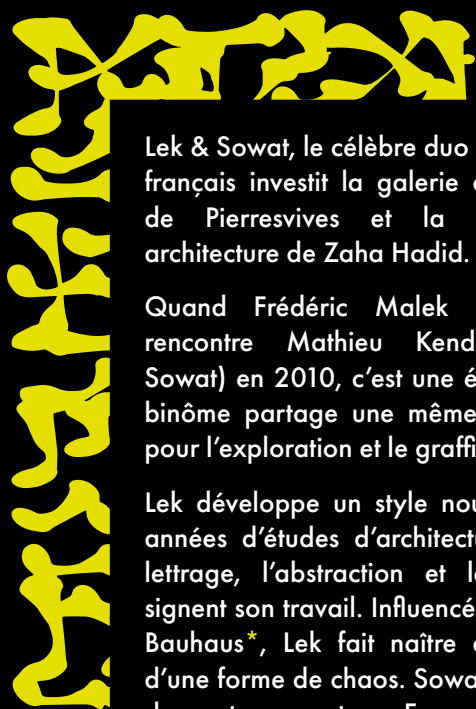 Lek & Sowat, le célèbre duo
français investit la galerie
de Pierresvives et la
architecture de Zaha Hadid.
Quand Frédéric Malek
rencontre Mathieu Kend
Sowat) en 2010, c’est une é
binôme partage une même
pour l’exploration et le graffi
Lek développe un style nou
années d’études d’architectu
lettrage, l’abstraction et l
signent son travail. Influencé
Bauhaus*, Lek fait naître
d’une forme de chaos. Sowa